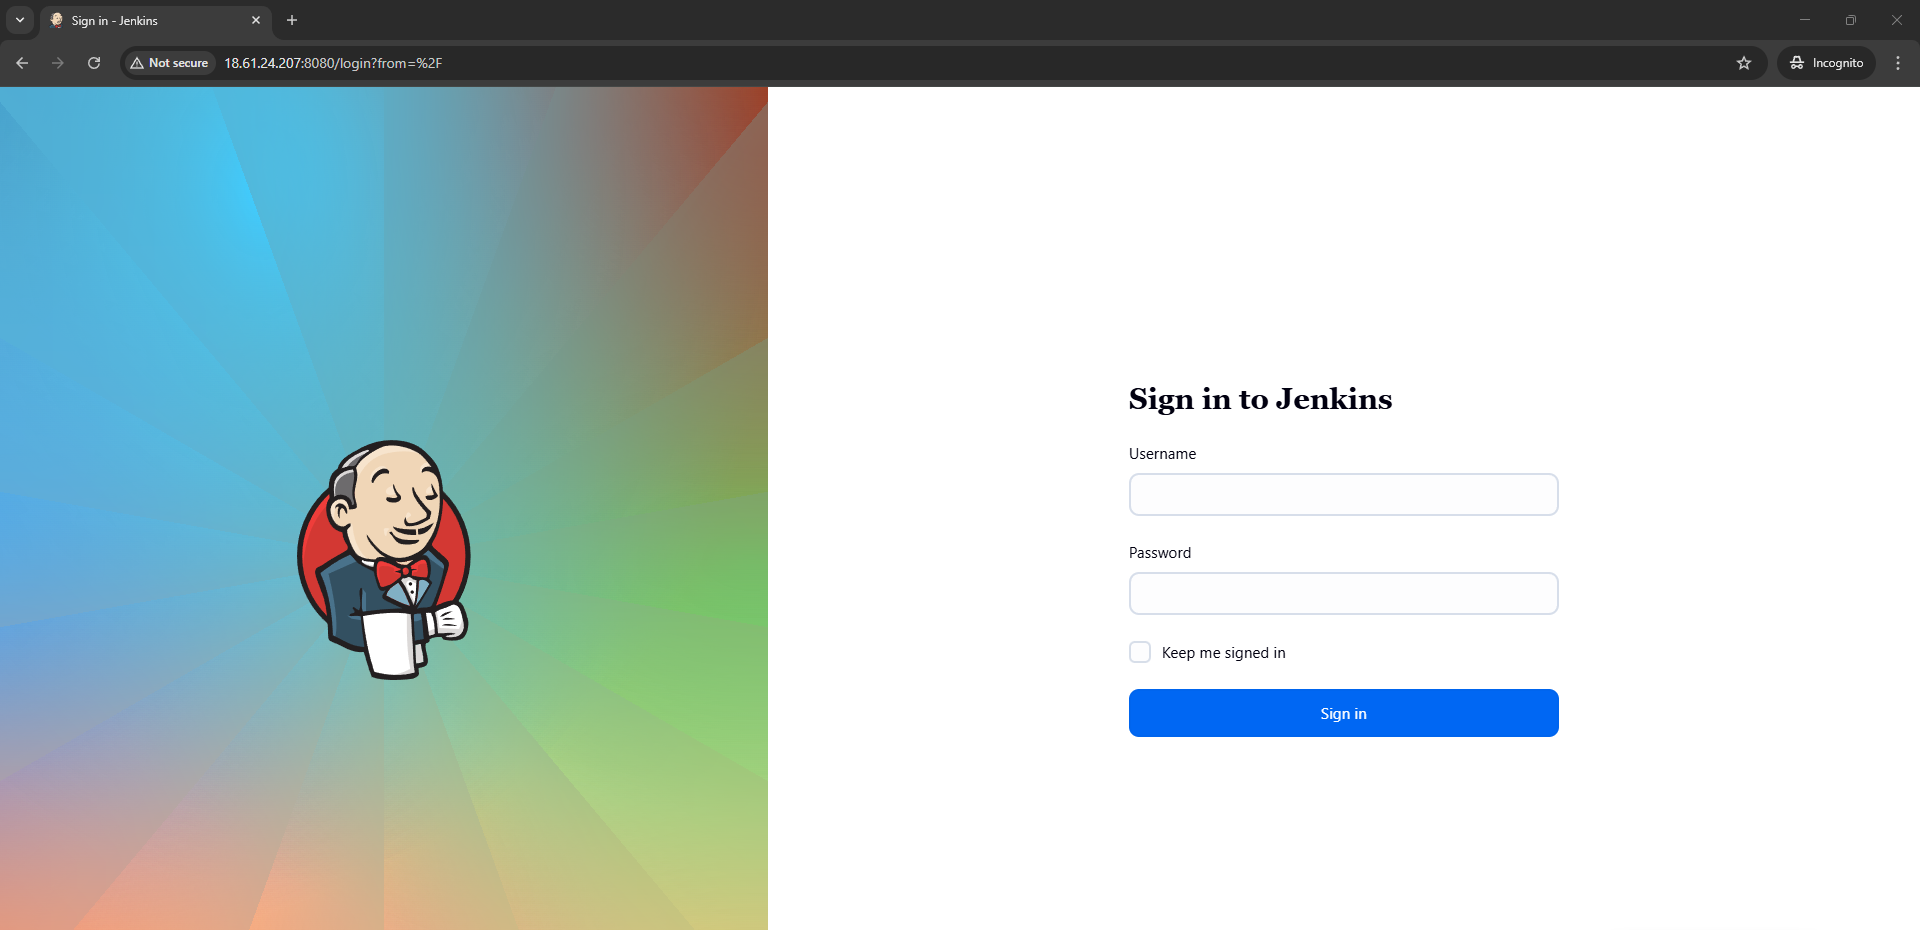 Sign in - Jenkins
Not secure
18.61.24.207:8080/login?from=%2F
Incognito
Sign in to Jenkins
Username
Password
Keep me signed in
Sign in